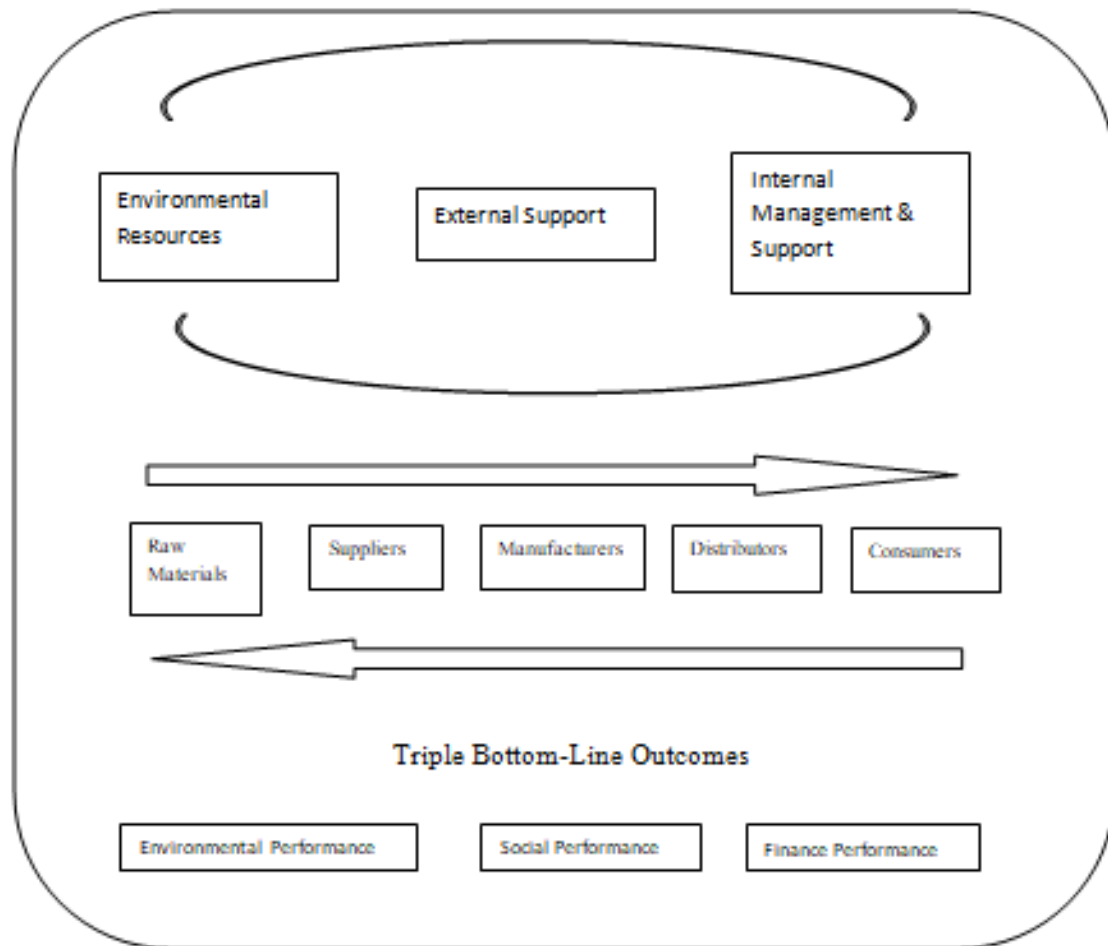 Environmental
Resources
External Support
Internal
Management &
Support
Raw
Materials
Suppliers
Manufacturers
Distributors
Consumers
Triple Bottom-Line Outcomes
Environmental Performance
Social Performance
Finance Performance